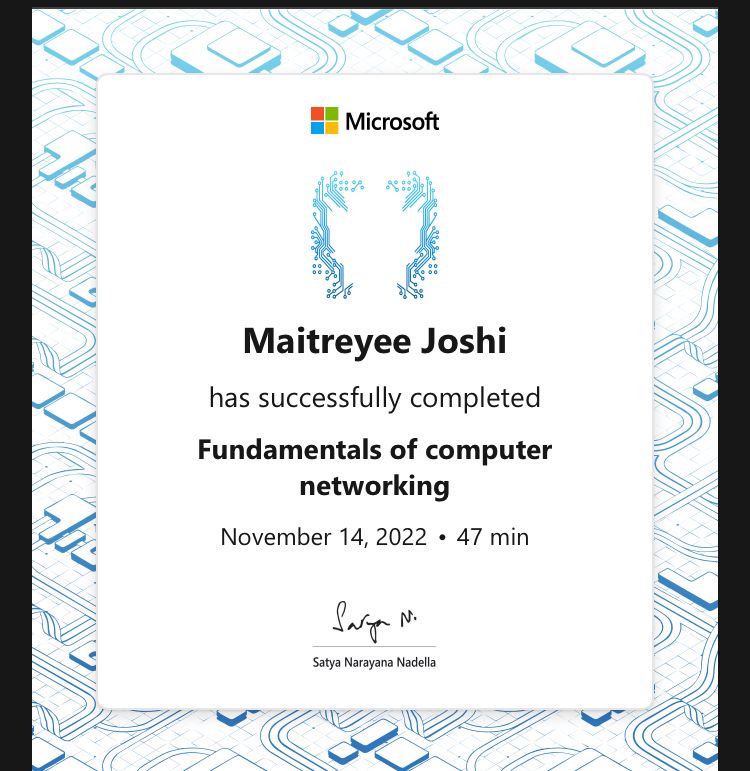 Microsoft
Maitreyee Joshi
has successfully completed
Fundamentals of computer
networking
November 14, 2022 • 47 min
Satya N.
Satya Narayana Nadella